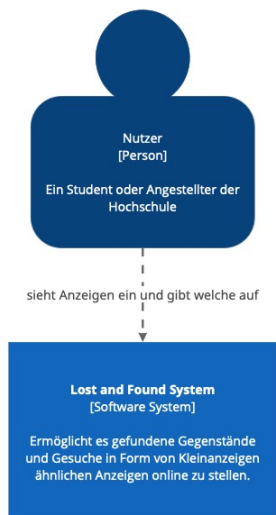 Nutzer
[Person]
Ein Student oder Angestellter der
Hochschule
sieht Anzeigen ein und gibt welche auf
Lost and Found System
[Software System]
Ermöglicht es gefundene Gegenstände
und Gesuche in Form von Kleinanzeigen
ähnlichen Anzeigen online zu stellen.